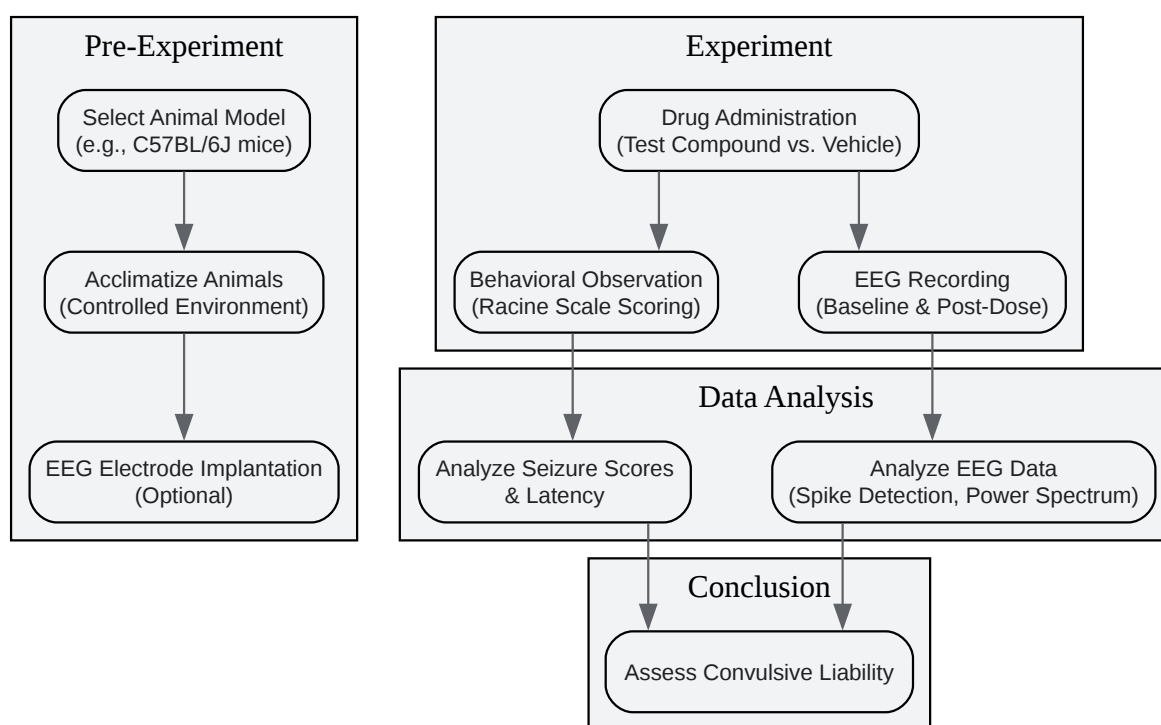 Pre-Experiment
Select Animal Model
(e.g., C57BL/6J mice)
Acclimatize Animals
(Controlled Environment)
EEG Electrode Implantation
(Optional)
Experiment
Drug Administration
(Test Compound vs. Vehicle)
Behavioral Observation
(Racine Scale Scoring)
EEG Recording
(Baseline & Post-Dose)
Data Analysis
Analyze Seizure Scores
& Latency
Analyze EEG Data
(Spike Detection, Power Spectrum)
Conclusion
Assess Convulsive Liability